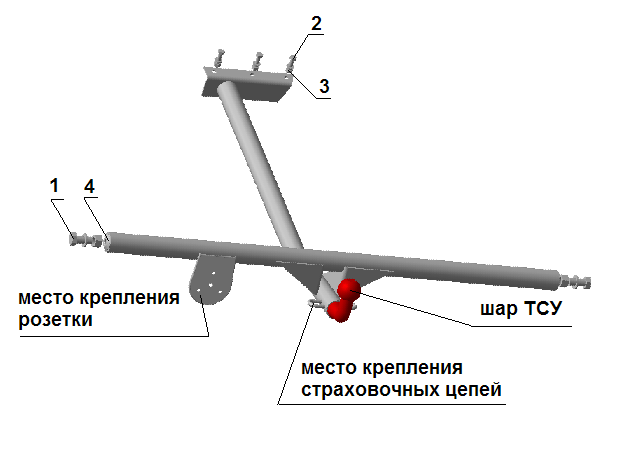 2
3
1
4
место крепления
розетки
шар ТСУ
место крепления
страховочных цепей